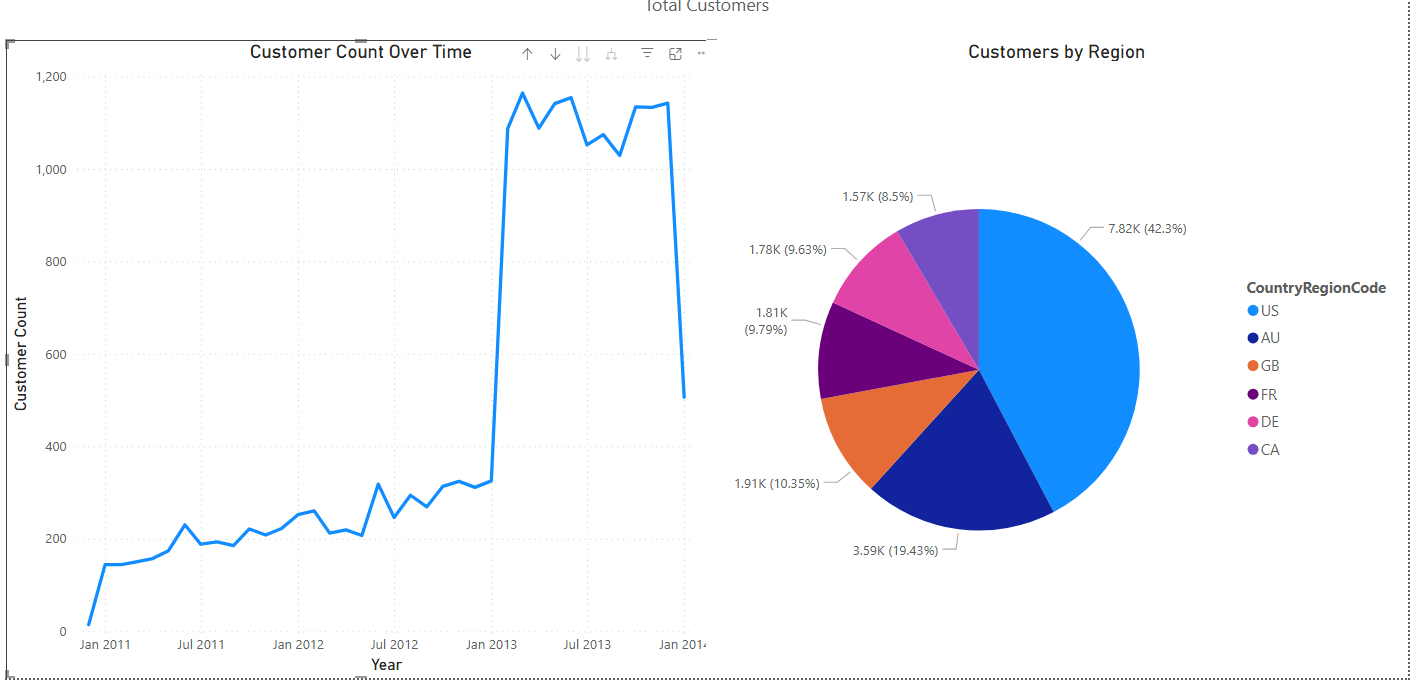 Total Customers
Customer Count Over Time
1,200
1,000
800
600
400
200
0
Customer Count
Jan 2011
Jul 2011
Jan 2012
Jul 2012
Jan 2013
Jul 2013
Jan 2014
Year
Customers by Region
1.57K (8.5%)
7.82K (42.3%)
1.78K (9.63%)
1.81K
(9.79%)
1.91K (10.35%)
3.59K (19.43%)
CountryRegionCode
US
AU
GB
FR
DE
CA